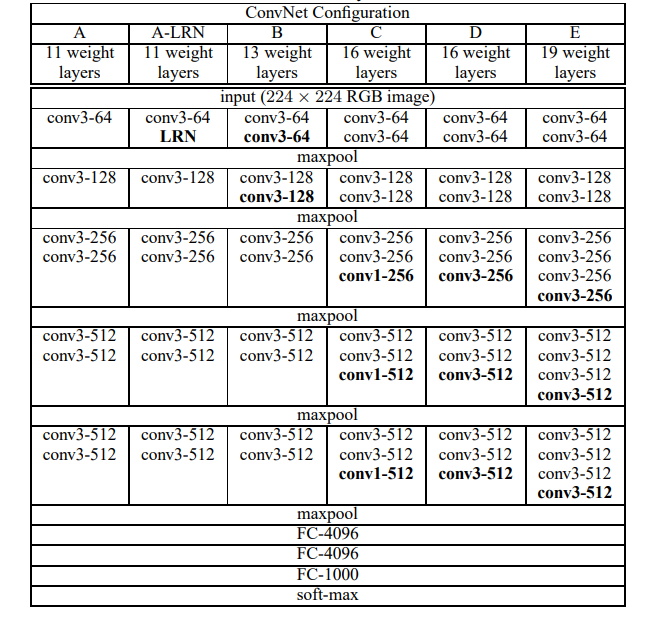 ConvNet Configuration
A A-LRN B C D E
11 weight 11 weight 13 weight 16 weight 16 weight 19 weight
layers layers layers layers layers layers
input (224 × 224 RGB image)
conv3-64 conv3-64 conv3-64 conv3-64 conv3-64 conv3-64
LRN conv3-64 conv3-64 conv3-64 conv3-64
maxpool
conv3-128 conv3-128 conv3-128 conv3-128 conv3-128 conv3-128
conv3-128 conv3-128 conv3-128 conv3-128
maxpool
conv3-256 conv3-256 conv3-256 conv3-256 conv3-256 conv3-256
conv3-256 conv3-256 conv3-256 conv3-256 conv3-256 conv3-256
conv1-256 conv3-256 conv3-256
conv3-256
maxpool
conv3-512 conv3-512 conv3-512 conv3-512 conv3-512 conv3-512
conv3-512 conv3-512 conv3-512 conv3-512 conv3-512 conv3-512
conv1-512 conv3-512 conv3-512
conv3-512
maxpool
conv3-512 conv3-512 conv3-512 conv3-512 conv3-512 conv3-512
conv3-512 conv3-512 conv3-512 conv3-512 conv3-512 conv3-512
conv1-512 conv3-512 conv3-512
conv3-512
maxpool
FC-4096
FC-4096
FC-1000
soft-max